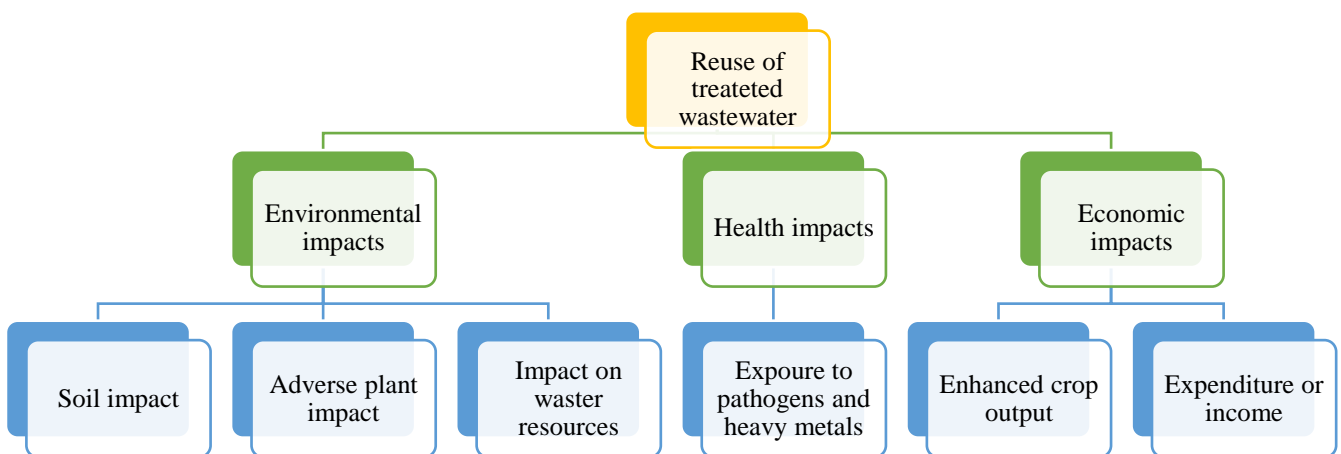 Reuse of
treateted
wastewater
Environmental
impacts
Health impacts
Economic
impacts
Soil impact
Adverse plant
impact
Impact on
waster
resources
Expoure to
pathogens and
heavy metals
Enhanced crop
output
Expenditure or
income